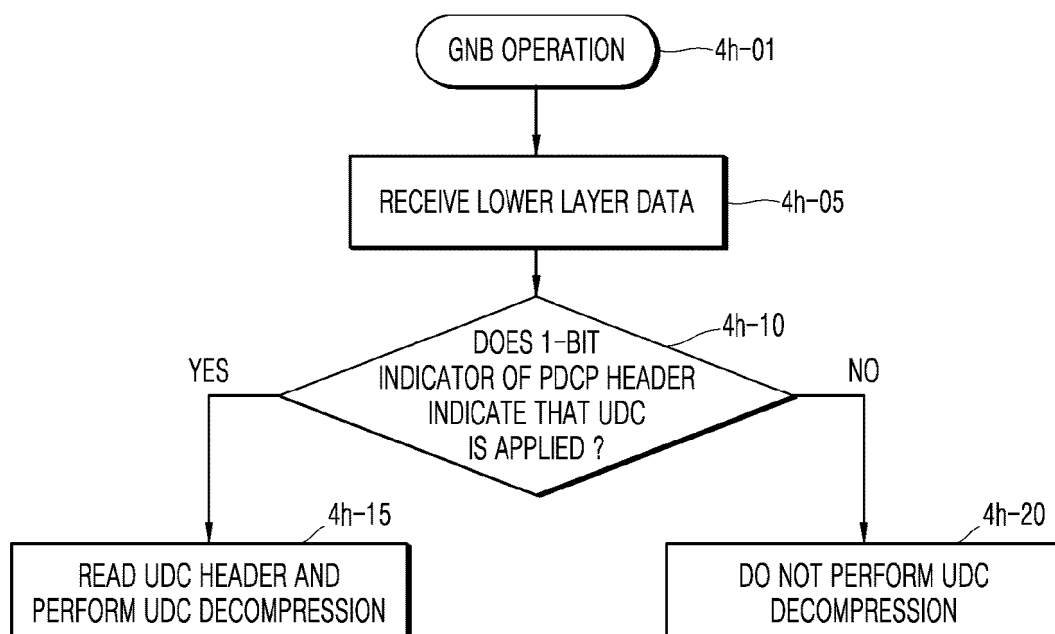 GNB OPERATION
4h-01
RECEIVE LOWER LAYER DATA
4h-05
DOES 1-BIT
INDICATOR OF PDCP HEADER
INDICATE THAT UDC
IS APPLIED ?
4h-10
YES
NO
4h-15
READ UDC HEADER AND
PERFORM UDC DECOMPRESSION
4h-20
DO NOT PERFORM UDC
DECOMPRESSION